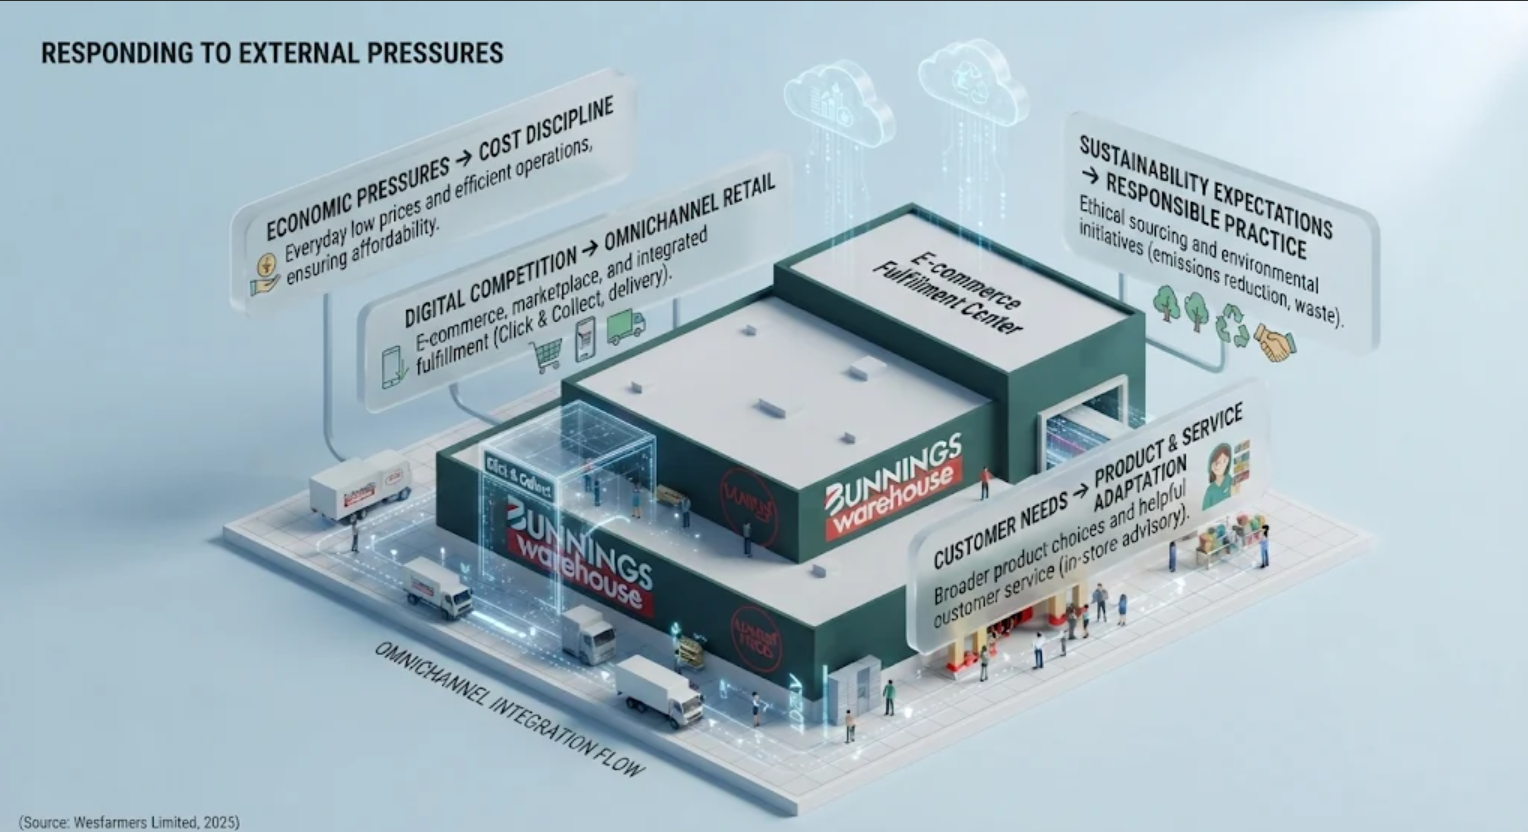 RESPONDING TO EXTERNAL PRESSURES
ECONOMIC PRESSURES → COST DISCIPLINE
Everyday low prices and efficient operations,
ensuring affordability.
DIGITAL COMPETITION → OMNICHANNEL RETAIL
E-commerce, marketplace, and integrated
fulfillment (Click & Collect, delivery).
SUSTAINABILITY EXPECTATIONS
→ RESPONSIBLE PRACTICE
Ethical sourcing and environmental
initiatives (emissions reduction, waste).
E-commerce
Fulfillment Center
CUSTOMER NEEDS → PRODUCT & SERVICE
ADAPTATION
Broader product choices and helpful
oustomer service (in-store advisory).
BUNNINGS
warehouse
BUNNINGS
warehouse
OMNICHANNEL INTEGRATION FLOW
(Source: Wesfarmers Limited, 2025)